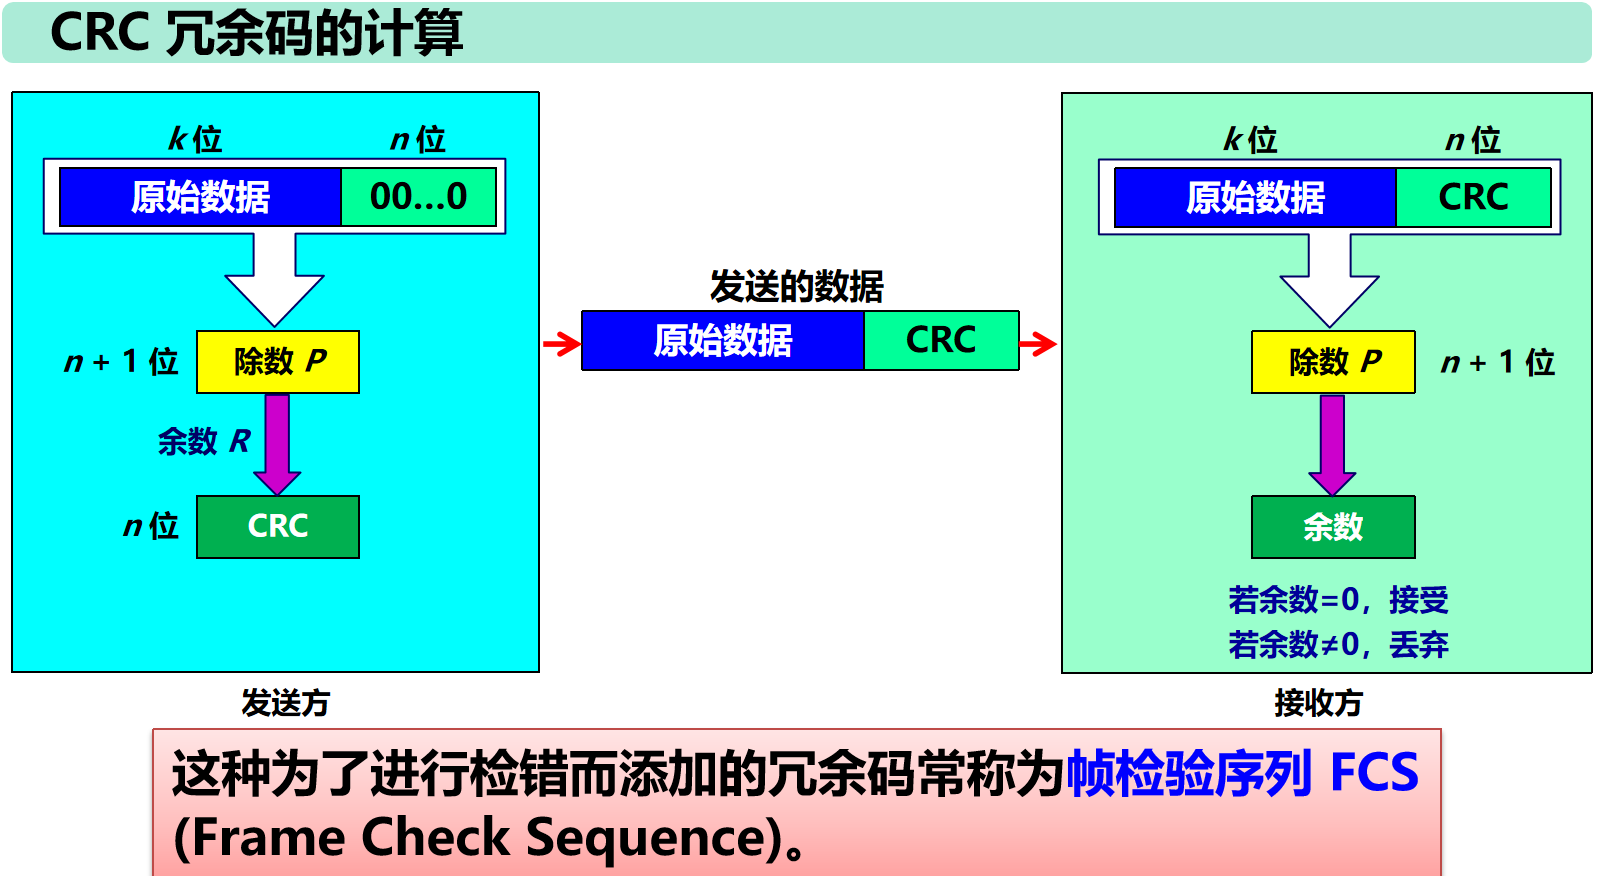 CRC 冗余码的计算
k 位
n 位
原始数据
00...0
n + 1 位
除数 P
余数 R
n 位
CRC
发送方
发送的数据
原始数据
CRC
k 位
n 位
原始数据
CRC
除数 P
n + 1 位
余数
若余数=0，接受
若余数≠0，丢弃
接收方
这种为了进行检错而添加的冗余码常称为帧检验序列 FCS
(Frame Check Sequence)。